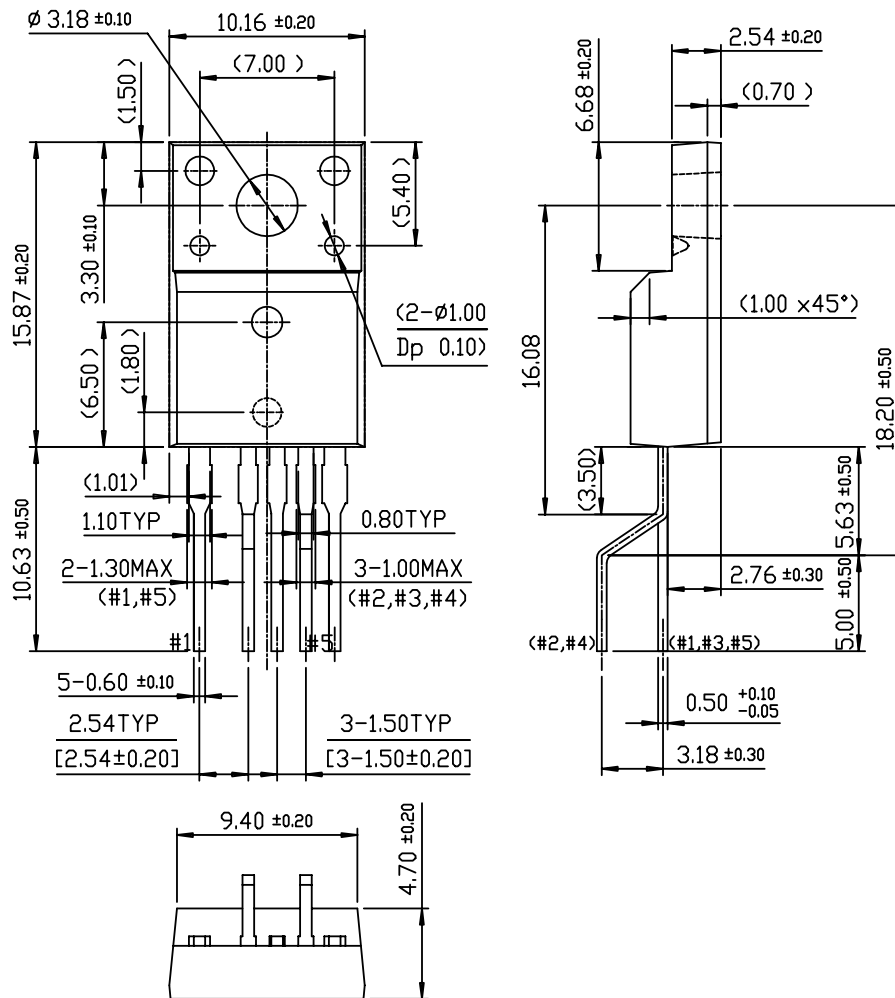 ø 3.18 ±0.10
10.16 ±0.20
(7.00 )
(1.50 )
15.87 ±0.20
3.30 ±0.10
(5.40)
(6.50)
(1.80)
(2-ø1.00
Dp 0.10)
10.63 ±0.50
(1.01)
1.10TYP
0.80TYP
2-1.30MAX
(#1,#5)
3-1.00MAX
(#2,#3,#4)
#1
#5
5-0.60 ±0.10
2.54TYP
[2.54±0.20]
3-1.50TYP
[3-1.50±0.20]
2.54 ±0.20
(0.70 )
6.68 ±0.20
(1.00 x45°)
16.08
18.20 ±0.50
(3.50)
5.63 ±0.50
2.76 ±0.30
5.00 ±0.50
(#2,#4)
(#1,#3,#5)
0.50 +0.10 -0.05
3.18 ±0.30
9.40 ±0.20
4.70 ±0.20